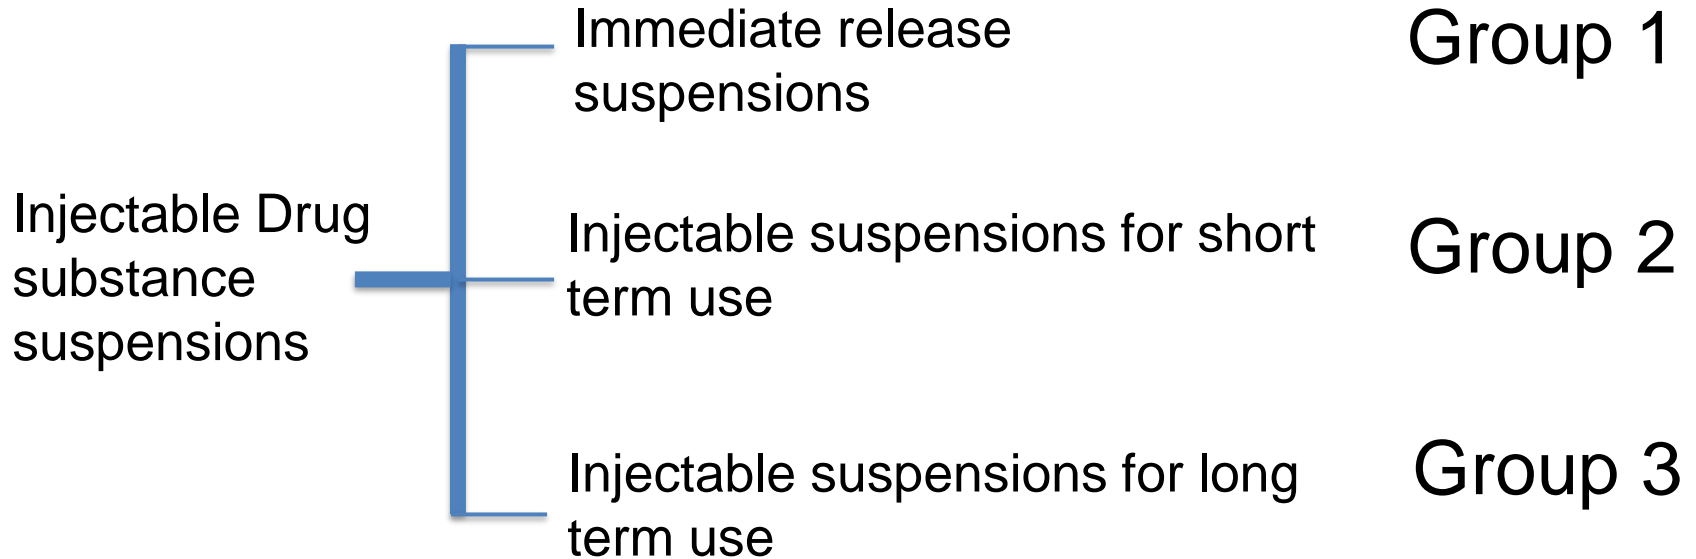 Injectable Drug
substance
suspensions
Immediate release
suspensions
Group 1
Injectable suspensions for short
term use
Group 2
Injectable suspensions for long
term use
Group 3